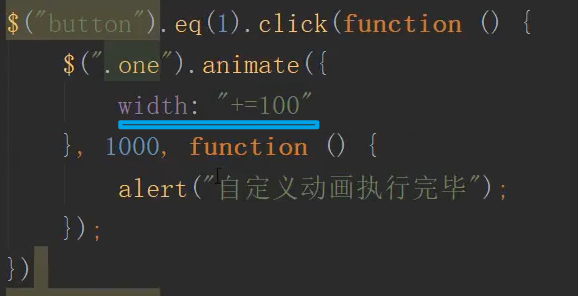 $("button").eq(1).click(function () {
$(".one").animate({
width: "+=100"
}, 1000, function () {
alert("自定义动画执行完毕");
});
})